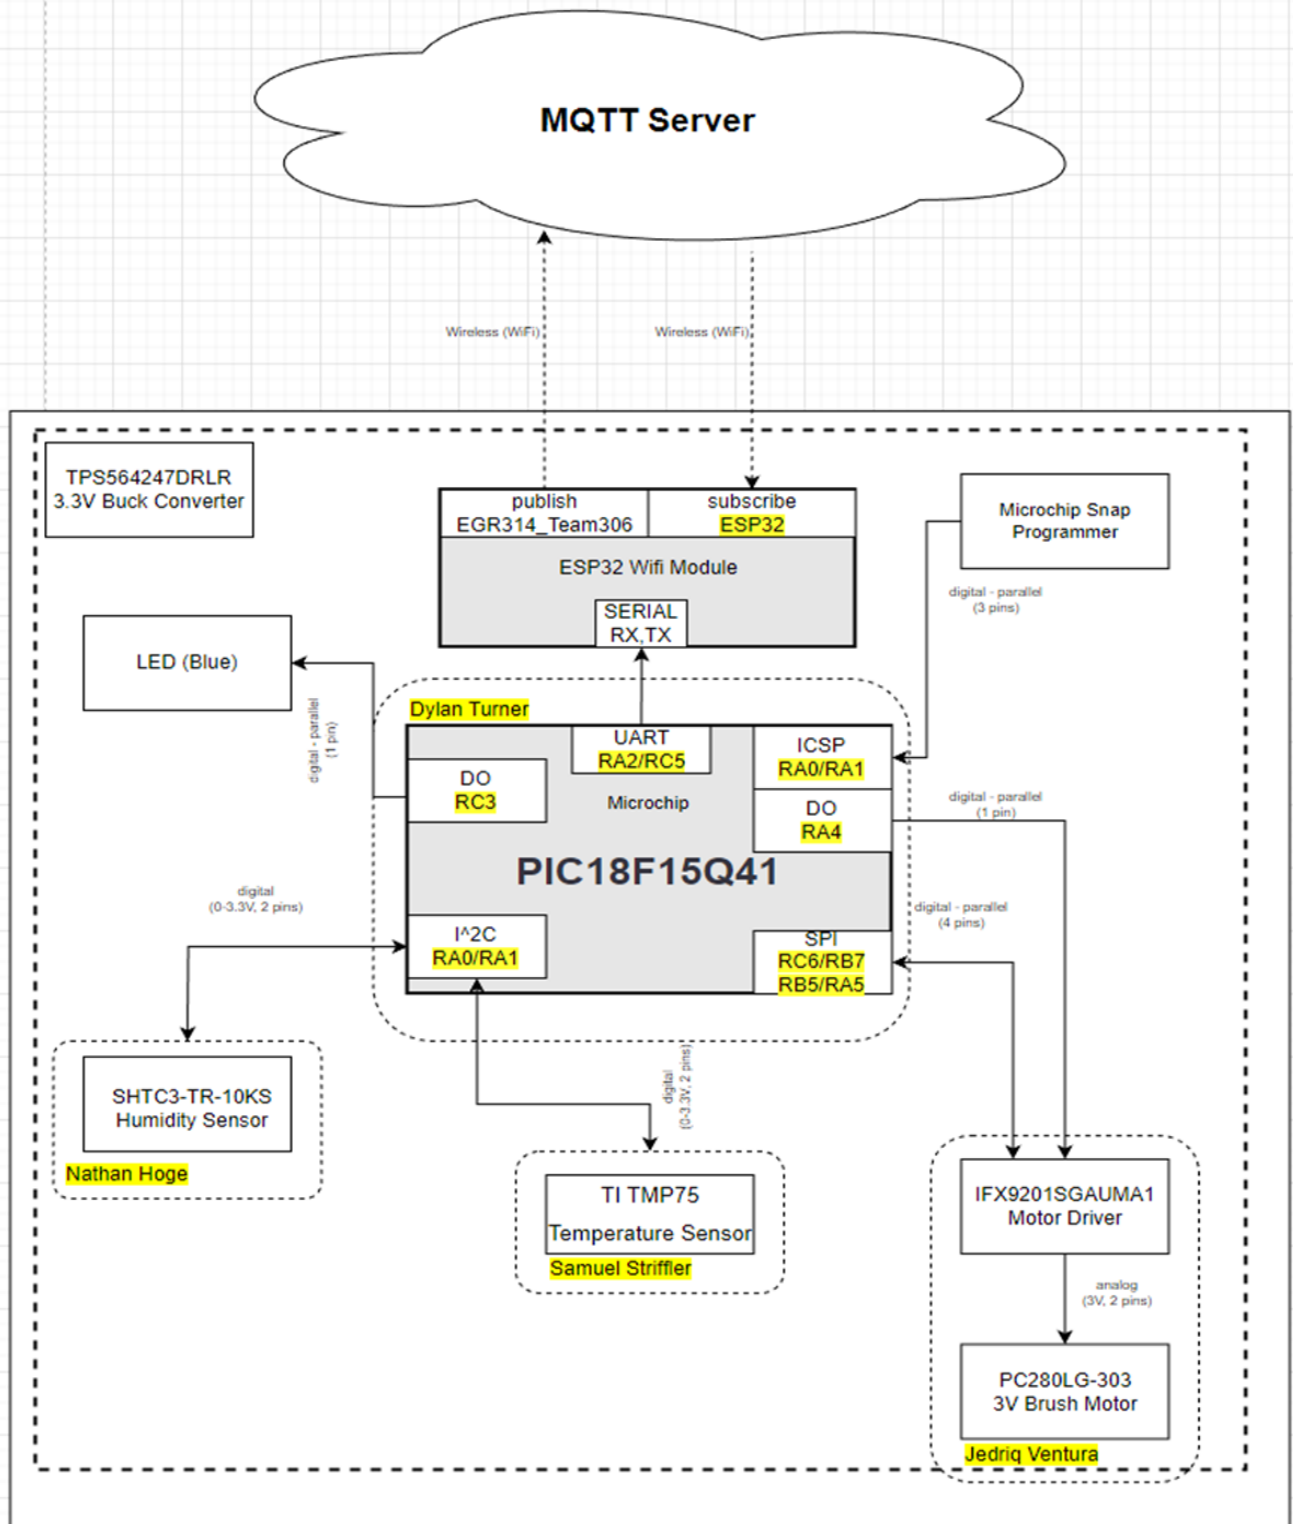 MQTT Server
Wireless (WiFi)
Wireless (WiFi)
TPS564247DRLR
3.3V Buck Converter
publish
EGR314_Team306
subscribe
ESP32
ESP32 Wifi Module
SERIAL
RX,TX
Microchip Snap
Programmer
digital - parallel
(3 pins)
LED (Blue)
digital - parallel
(1 pin)
Dylan Turner
UART
RA2/RC5
ICSP
RA0/RA1
DO
RC3
Microchip
DO
RA4
digital - parallel
(1 pin)
PIC18F15Q41
digital
(0-3.3V, 2 pins)
I^2C
RA0/RA1
SPI
RC6/RB7
RB5/RA5
digital - parallel
(4 pins)
digital
(0-3.3V, 2 pins)
SHTC3-TR-10KS
Humidity Sensor
Nathan Hoge
TI TMP75
Temperature Sensor
Samuel Striffler
IFX9201SGAUMA1
Motor Driver
analog
(3V, 2 pins)
PC280LG-303
3V Brush Motor
Jedriq Ventura